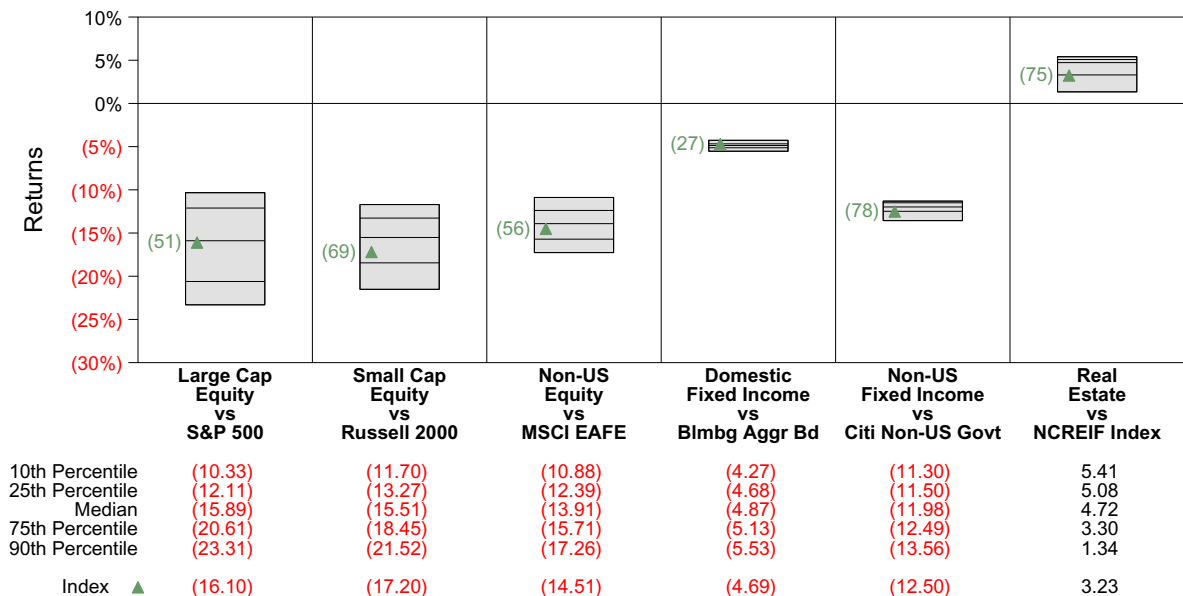 10%
5%
0%
(5%)
(10%)
(15%)
(20%)
(25%)
(30%)
Returns
(51)
(69)
(56)
(27)
(78)
(75)
Large Cap
Equity
vs
S&P 500
Small Cap
Equity
vs
Russell 2000
Non-US
Equity
vs
MSCI EAFE
Domestic
Fixed Income
vs
Blmbg Aggr Bd
Non-US
Fixed Income
vs
Citi Non-US Govt
Real
Estate
vs
NCREIF Index
10th Percentile (10.33) (11.70) (10.88) (4.27) (11.30) 5.41
25th Percentile (12.11) (13.27) (12.39) (4.68) (11.50) 5.08
Median (15.89) (15.51) (13.91) (4.87) (11.98) 4.72
75th Percentile (20.61) (18.45) (15.71) (5.13) (12.49) 3.30
90th Percentile (23.31) (21.52) (17.26) (5.53) (13.56) 1.34
Index ▲ (16.10) (17.20) (14.51) (4.69) (12.50) 3.23